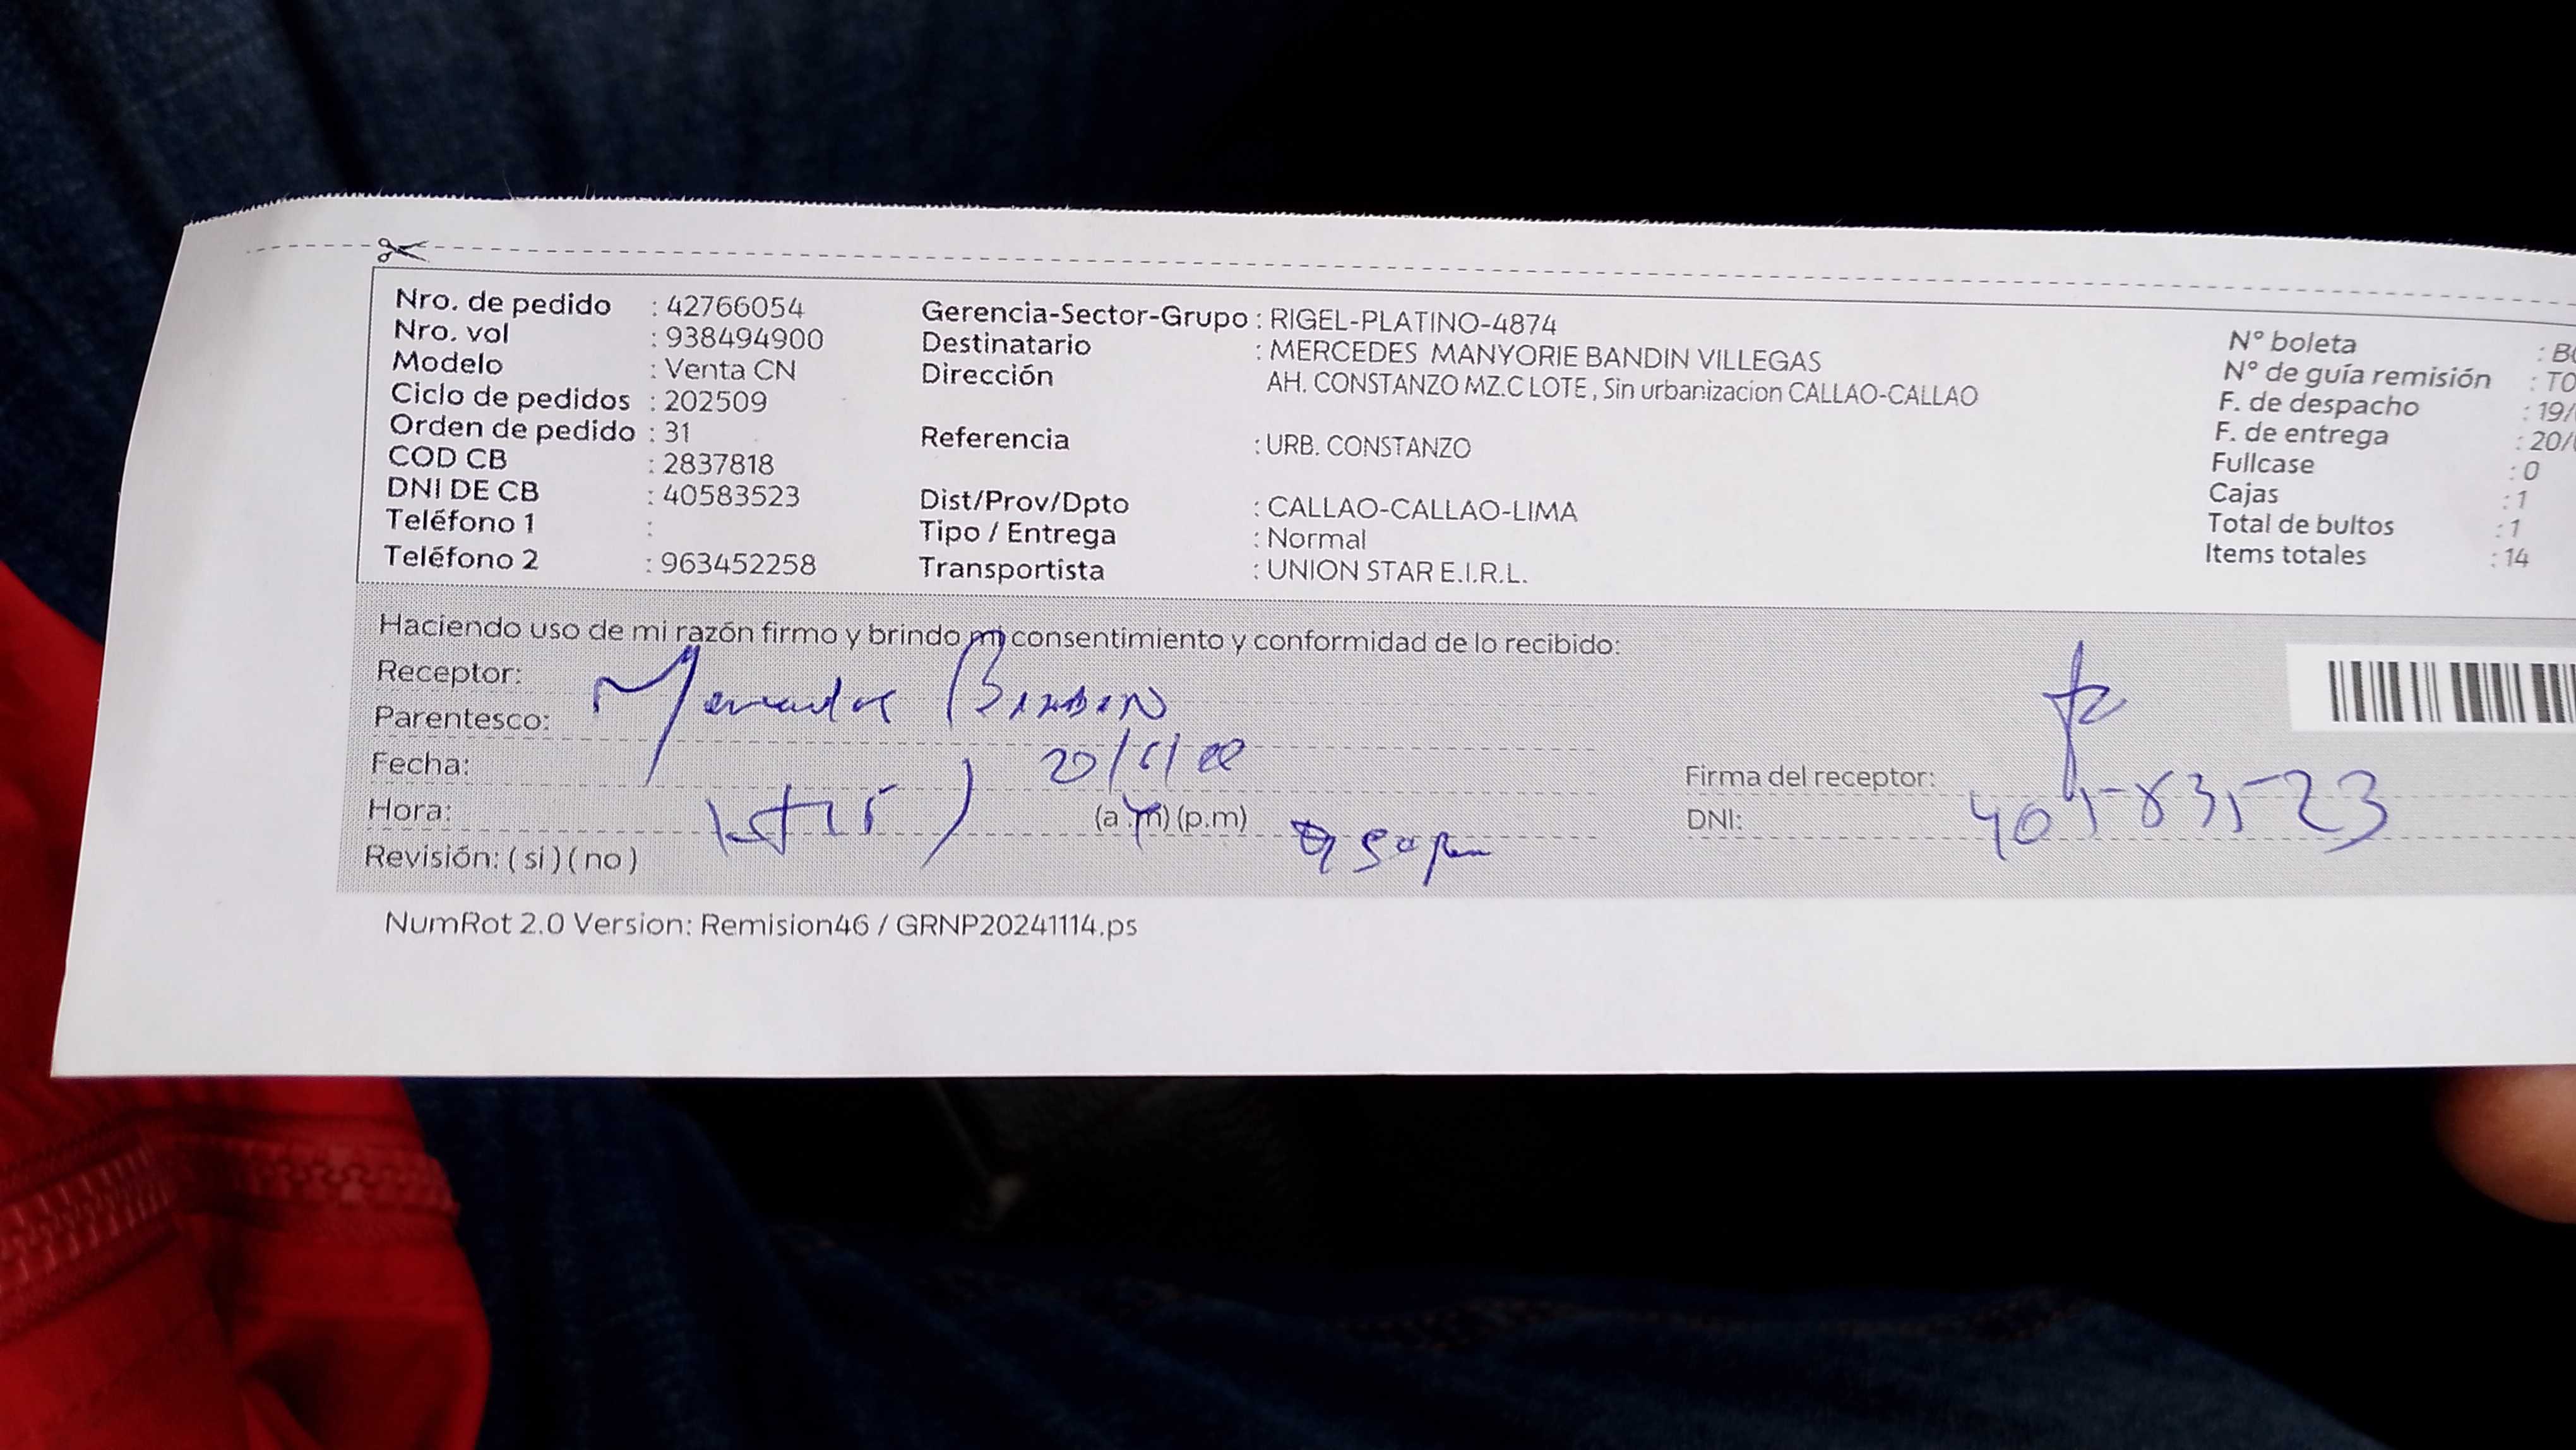 Nro. de pedido : 42766054
Nro. vol : 938494900
Modelo : Venta CN
Ciclo de pedidos : 202509
Orden de pedido : 31
COD CB : 2837818
DNI DE CB : 40583523
Teléfono 1 :
Teléfono 2 : 963452258
Gerencia-Sector-Grupo : RIGEL-PLATINO-4874
Destinatario : MERCEDES MANYORIE BANDIN VILLEGAS
Dirección AH. CONSTANZO MZ.C LOTE , Sin urbanizacion CALLAO-CALLAO
Referencia : URB. CONSTANZO
Dist/Prov/Dpto : CALLAO-CALLAO-LIMA
Tipo / Entrega : Normal
Transportista : UNION STAR E.I.R.L.
N° boleta : B
N° de guía remisión : T0
F. de despacho : 19/
F. de entrega : 20/
Fullcase : 0
Cajas : 1
Total de bultos : 1
Items totales : 14
Haciendo uso de mi razón firmo y brindo mi consentimiento y conformidad de lo recibido:
Receptor: Mercedes Bandin
Parentesco:
Fecha:
Hora: (a.m) (p.m)
Revisión: ( si ) ( no )
Firma del receptor:
DNI: 40583523
NumRot 2.0 Version: Remision46 / GRNP20241114.ps